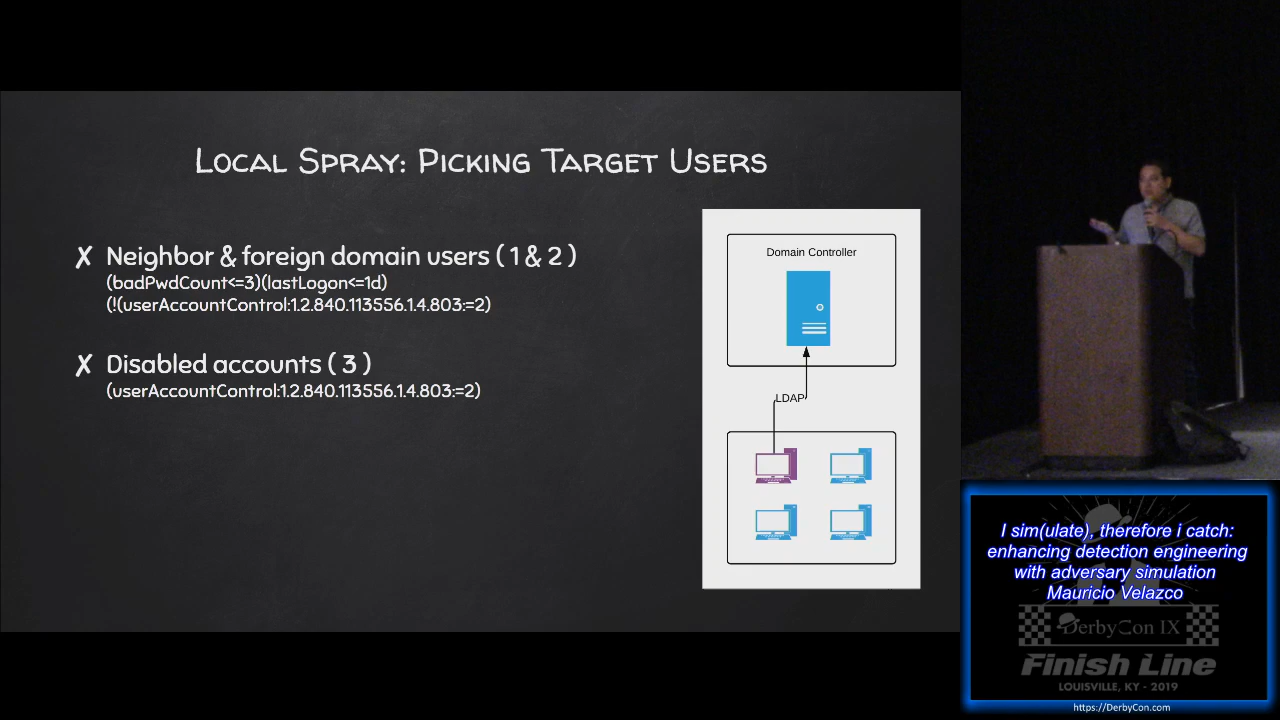 Local Spray: Picking Target Users
✗ Neighbor & foreign domain users ( 1 & 2 )
(badPwdCount<=3)(lastLogon<=1d)
(!(userAccountControl:1.2.840.113556.1.4.803:=2)
✗ Disabled accounts ( 3 )
(userAccountControl:1.2.840.113556.1.4.803:=2)
Domain Controller
LDAP
I sim(ulate), therefore i catch:
enhancing detection engineering
with adversary simulation
Mauricio Velazco
DerbyCon IX
Finish Line
LOUISVILLE, KY - 2019
https://DerbyCon.com